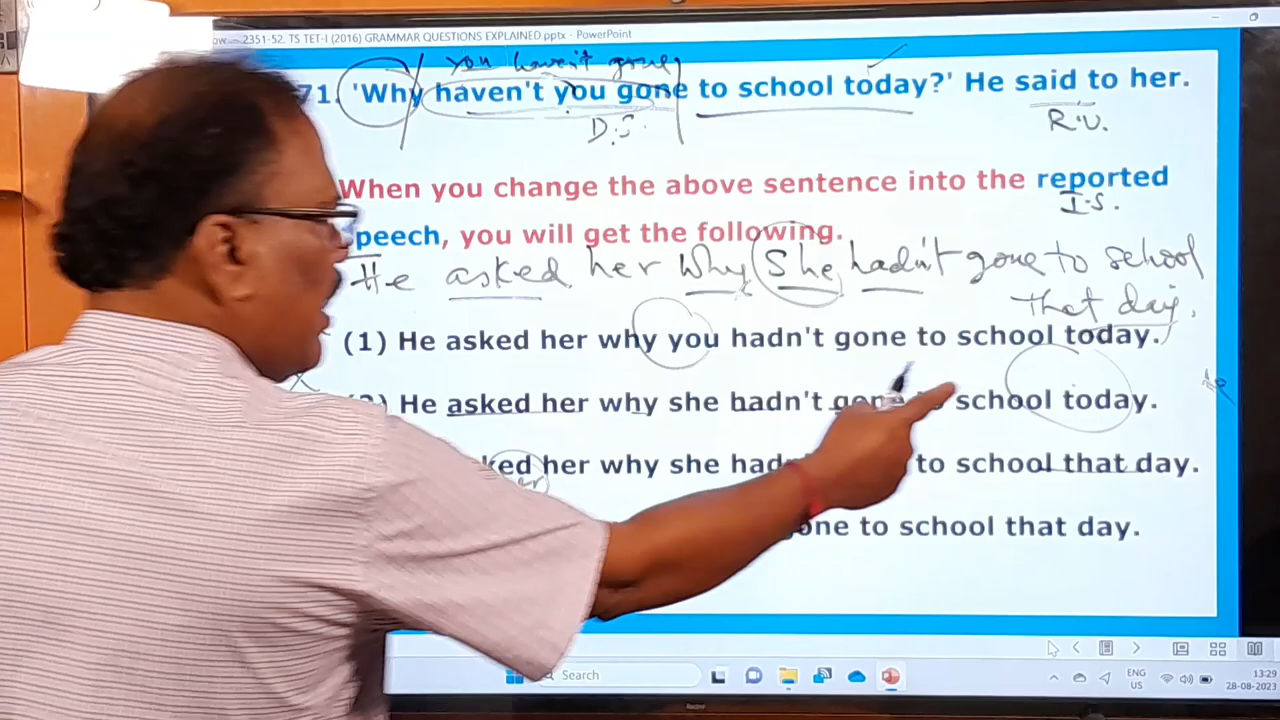 ow - 2351-52. TS TET-I (2016) GRAMMAR QUESTIONS EXPLAINED.pptx - PowerPoint
you haven't gone
71. 'Why haven't you gone to school today?' He said to her.
D.S.
R.V.
When you change the above sentence into the reported
I.S.
speech, you will get the following.
He asked her why she hadn't gone to school
that day.
(1) He asked her why you hadn't gone to school today.
He asked her why she hadn't gone to school today.
ked her why she had to school that day.
one to school that day.
Search
ENG
US
13:29
28-08-2023